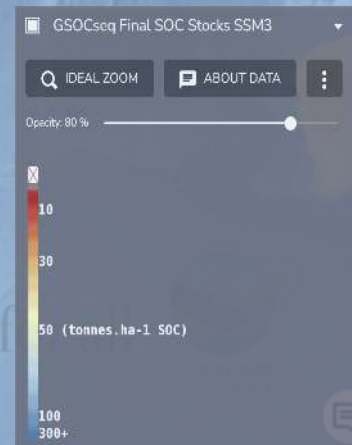 GSOCseq Final SOC Stocks SSM3
IDEAL ZOOM
ABOUT DATA
Opacity: 80 %
10
30
50 (tonnes.ha-1 SOC)
100
300+